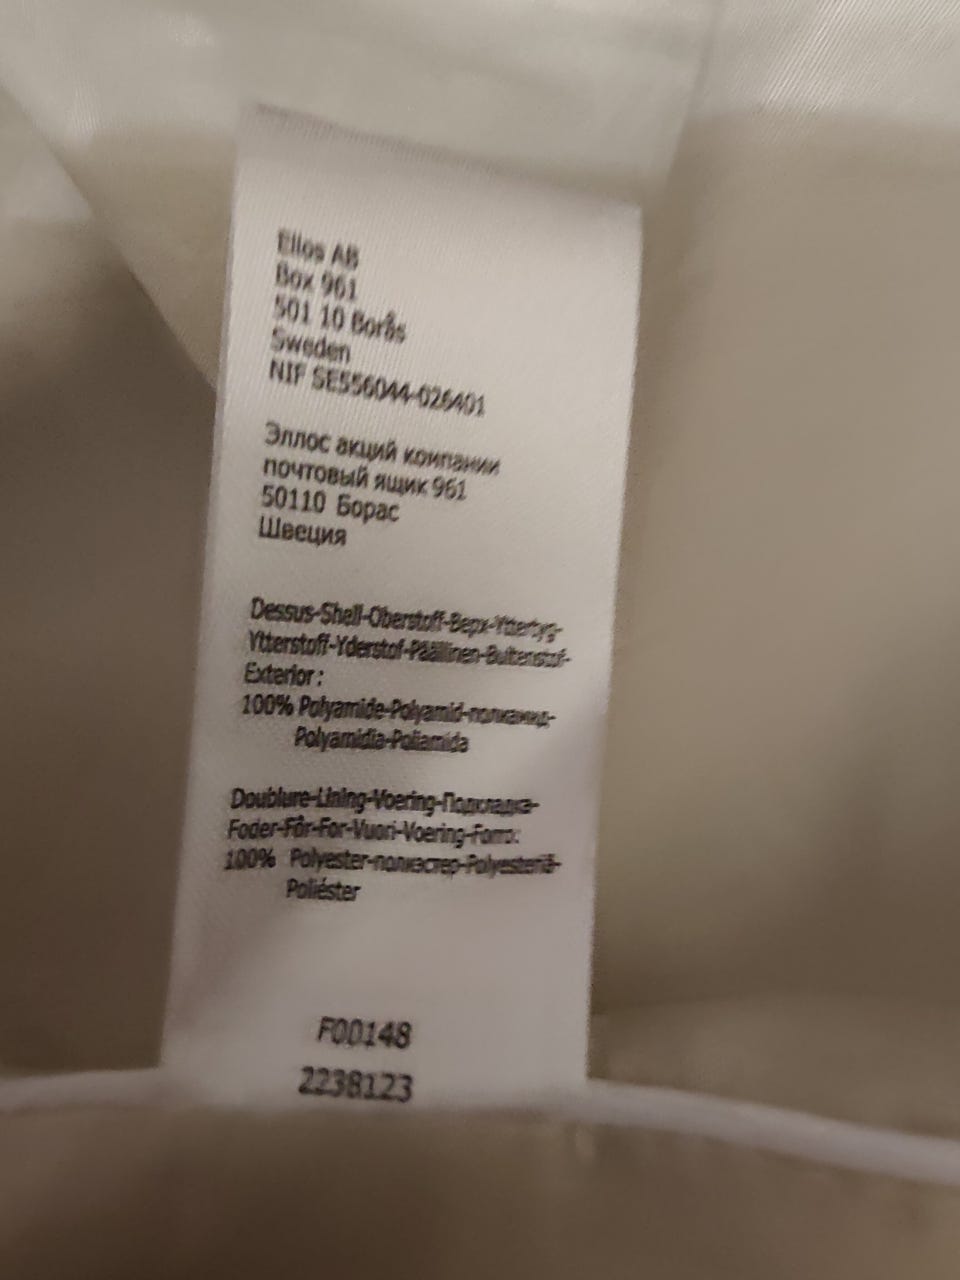 Ellos AB
Box 961
501 10 Borås
Sweden
NIF SE556044-026401
Эллос акций компании
почтовый ящик 961
50110 Борас
Швеция
Dessus-Shell-Oberstoff-Верх-Yttertyg-
Ytterstoff-Yderstof-Päällinen-Buitenstof-
Exterior:
100% Polyamide-Polyamid-полиамид-
Polyamidia-Poliamida
Doublure-Lining-Voering-Подкладка-
Foder-Fôr-For-Vuori-Voering-Forro:
100% Polyester-полиэстер-Polyesteriä-
Poliéster
F00148
2238123